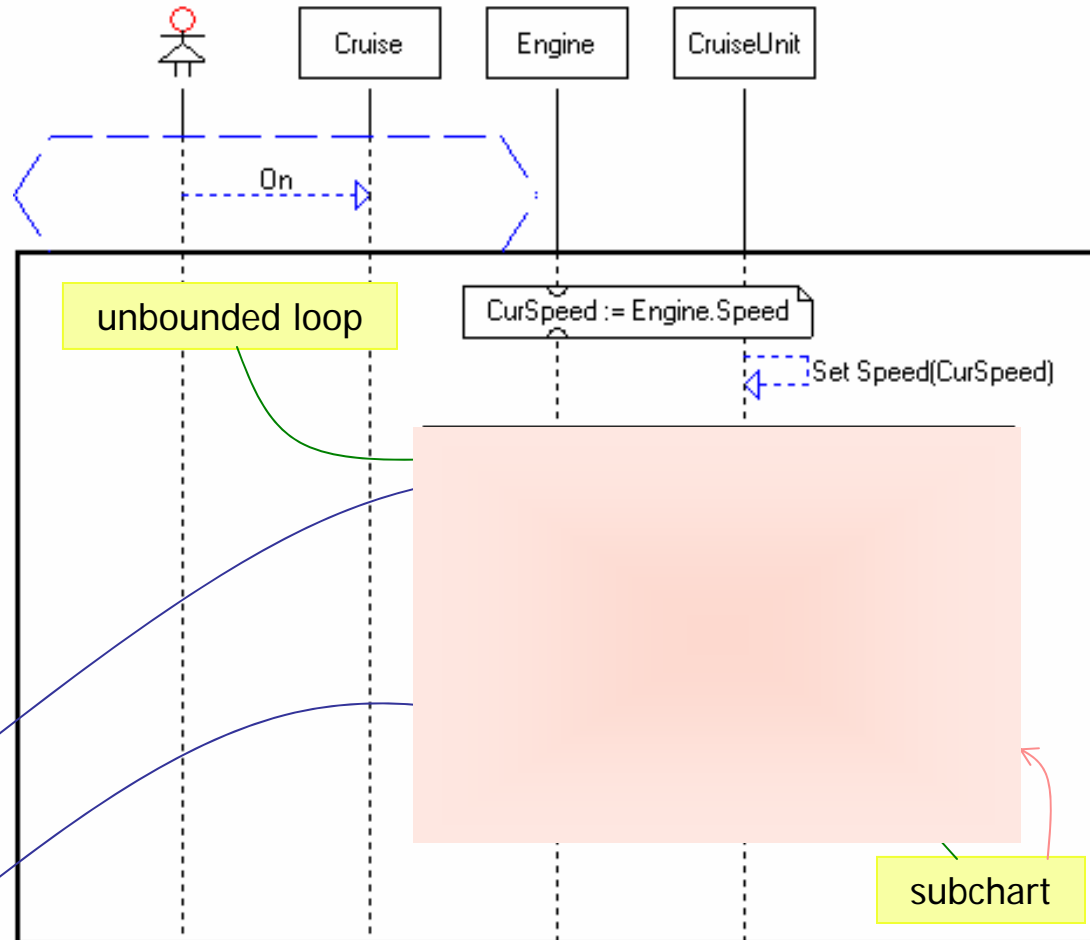 Cruise
Engine
CruiseUnit
On
unbounded loop
CurSpeed := Engine.Speed
Set Speed(CurSpeed)
subchart